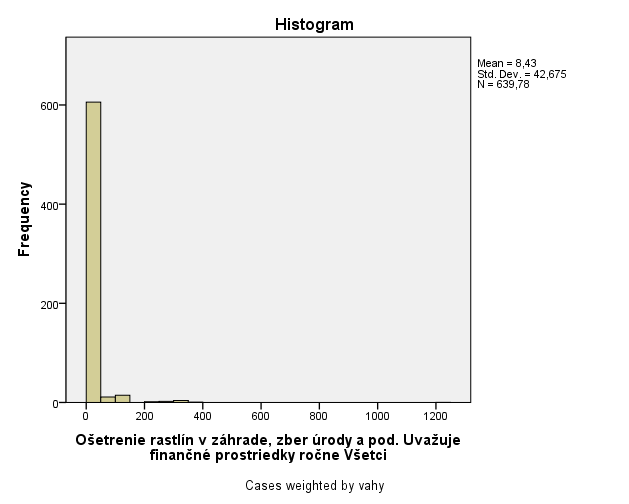 Histogram
Mean = 8,43
Std. Dev. = 42,675
N = 639,78
Frequency
600
400
200
0
0 200 400 600 800 1000 1200
Ošetrenie rastlín v záhrade, zber úrody a pod. Uvažuje
finančné prostriedky ročne Všetci
Cases weighted by vahy